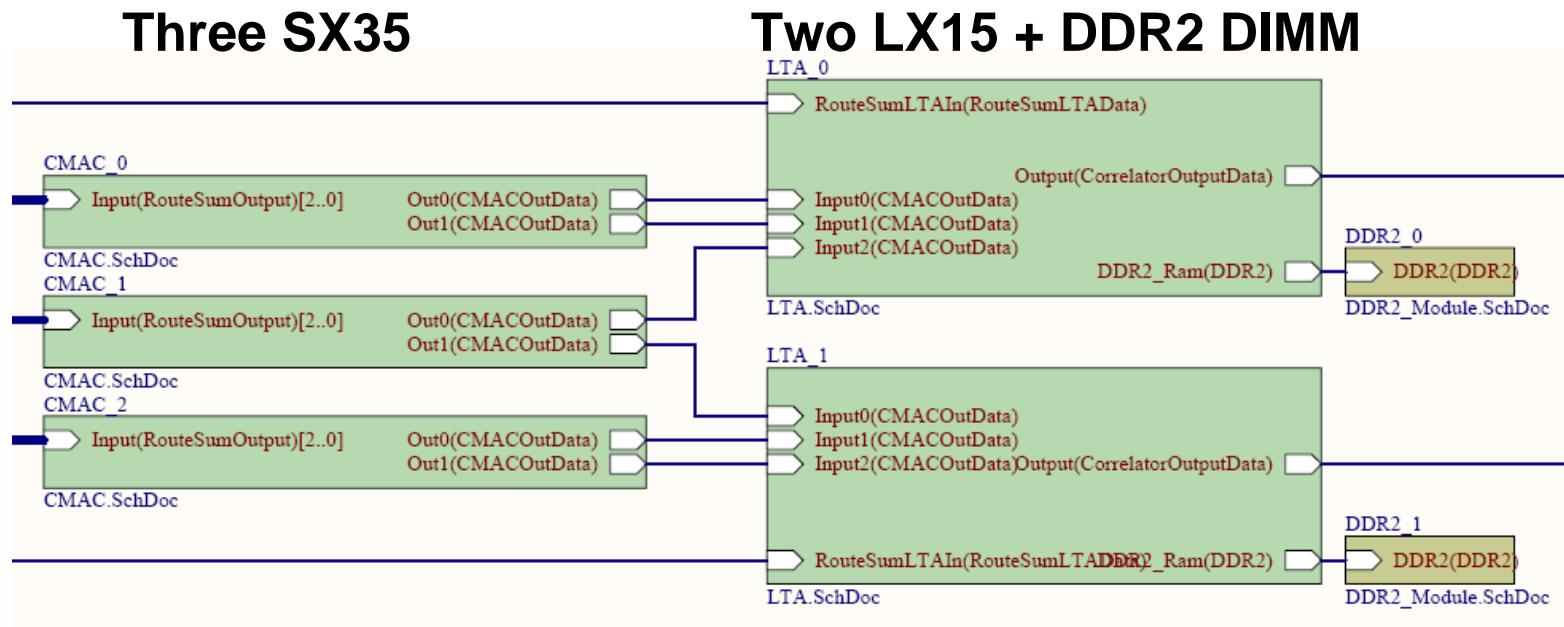 Three SX35
Two LX15 + DDR2 DIMM
LTA_0
RouteSumLTAIn(RouteSumLTAData)
CMAC_0
Output(CorrelatorOutputData)
Input(RouteSumOutput)[2..0]
Out0(CMACOutData)
Input0(CMACOutData)
Out1(CMACOutData)
Input1(CMACOutData)
Input2(CMACOutData)
DDR2_0
CMAC.SchDoc
DDR2_Ram(DDR2)
DDR2(DDR2)
CMAC_1
LTA.SchDoc
DDR2_Module.SchDoc
Input(RouteSumOutput)[2..0]
Out0(CMACOutData)
Out1(CMACOutData)
LTA_1
CMAC.SchDoc
CMAC_2
Input0(CMACOutData)
Input(RouteSumOutput)[2..0]
Out0(CMACOutData)
Input1(CMACOutData)
Out1(CMACOutData)
Input2(CMACOutData)
Output(CorrelatorOutputData)
CMAC.SchDoc
DDR2_1
RouteSumLTAIn(RouteSumLTAData)
DDR2_Ram(DDR2)
DDR2(DDR2)
LTA.SchDoc
DDR2_Module.SchDoc